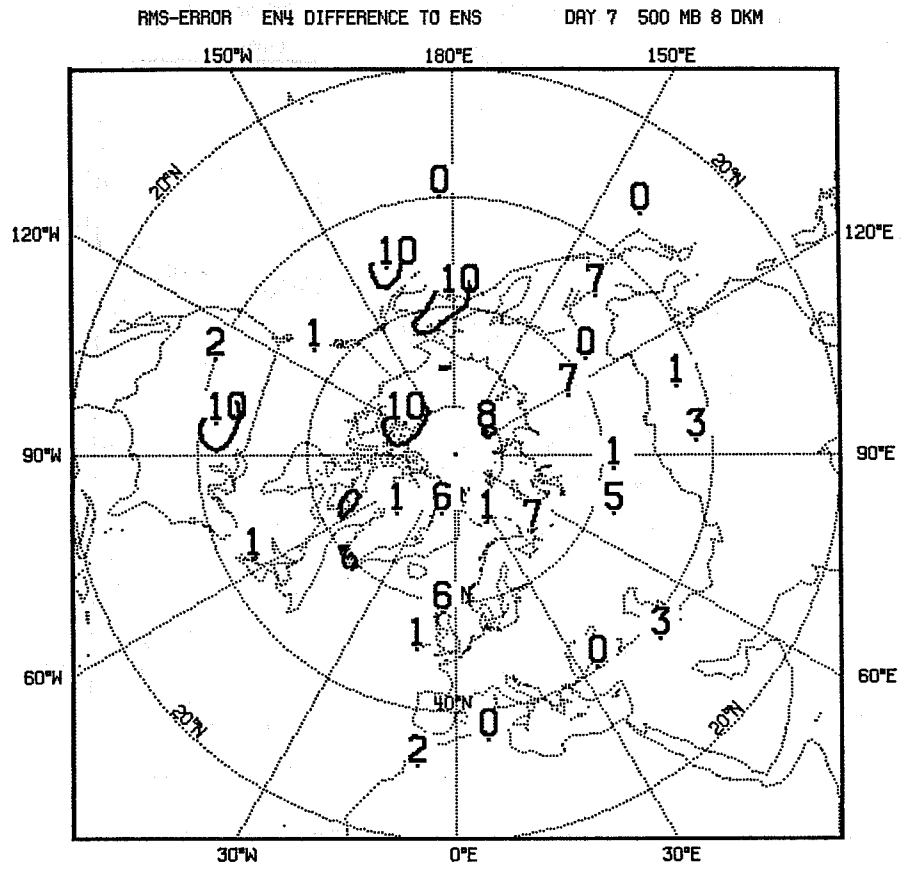 RMS-ERROR EN4 DIFFERENCE TO ENS DAY 7 500 MB 8 DKM
150°W 180°E 150°E
20°N 20°N
0
0
120°W 120°E
10
10 7
2 1 0
7 1
10 10 8 3
90°W 1 90°E
1 6 N 1 5
0 7
1
6
6 N
1 0 3
60°W 60°E
40°N
20°N 0 20°N
2
30°W 0°E 30°E